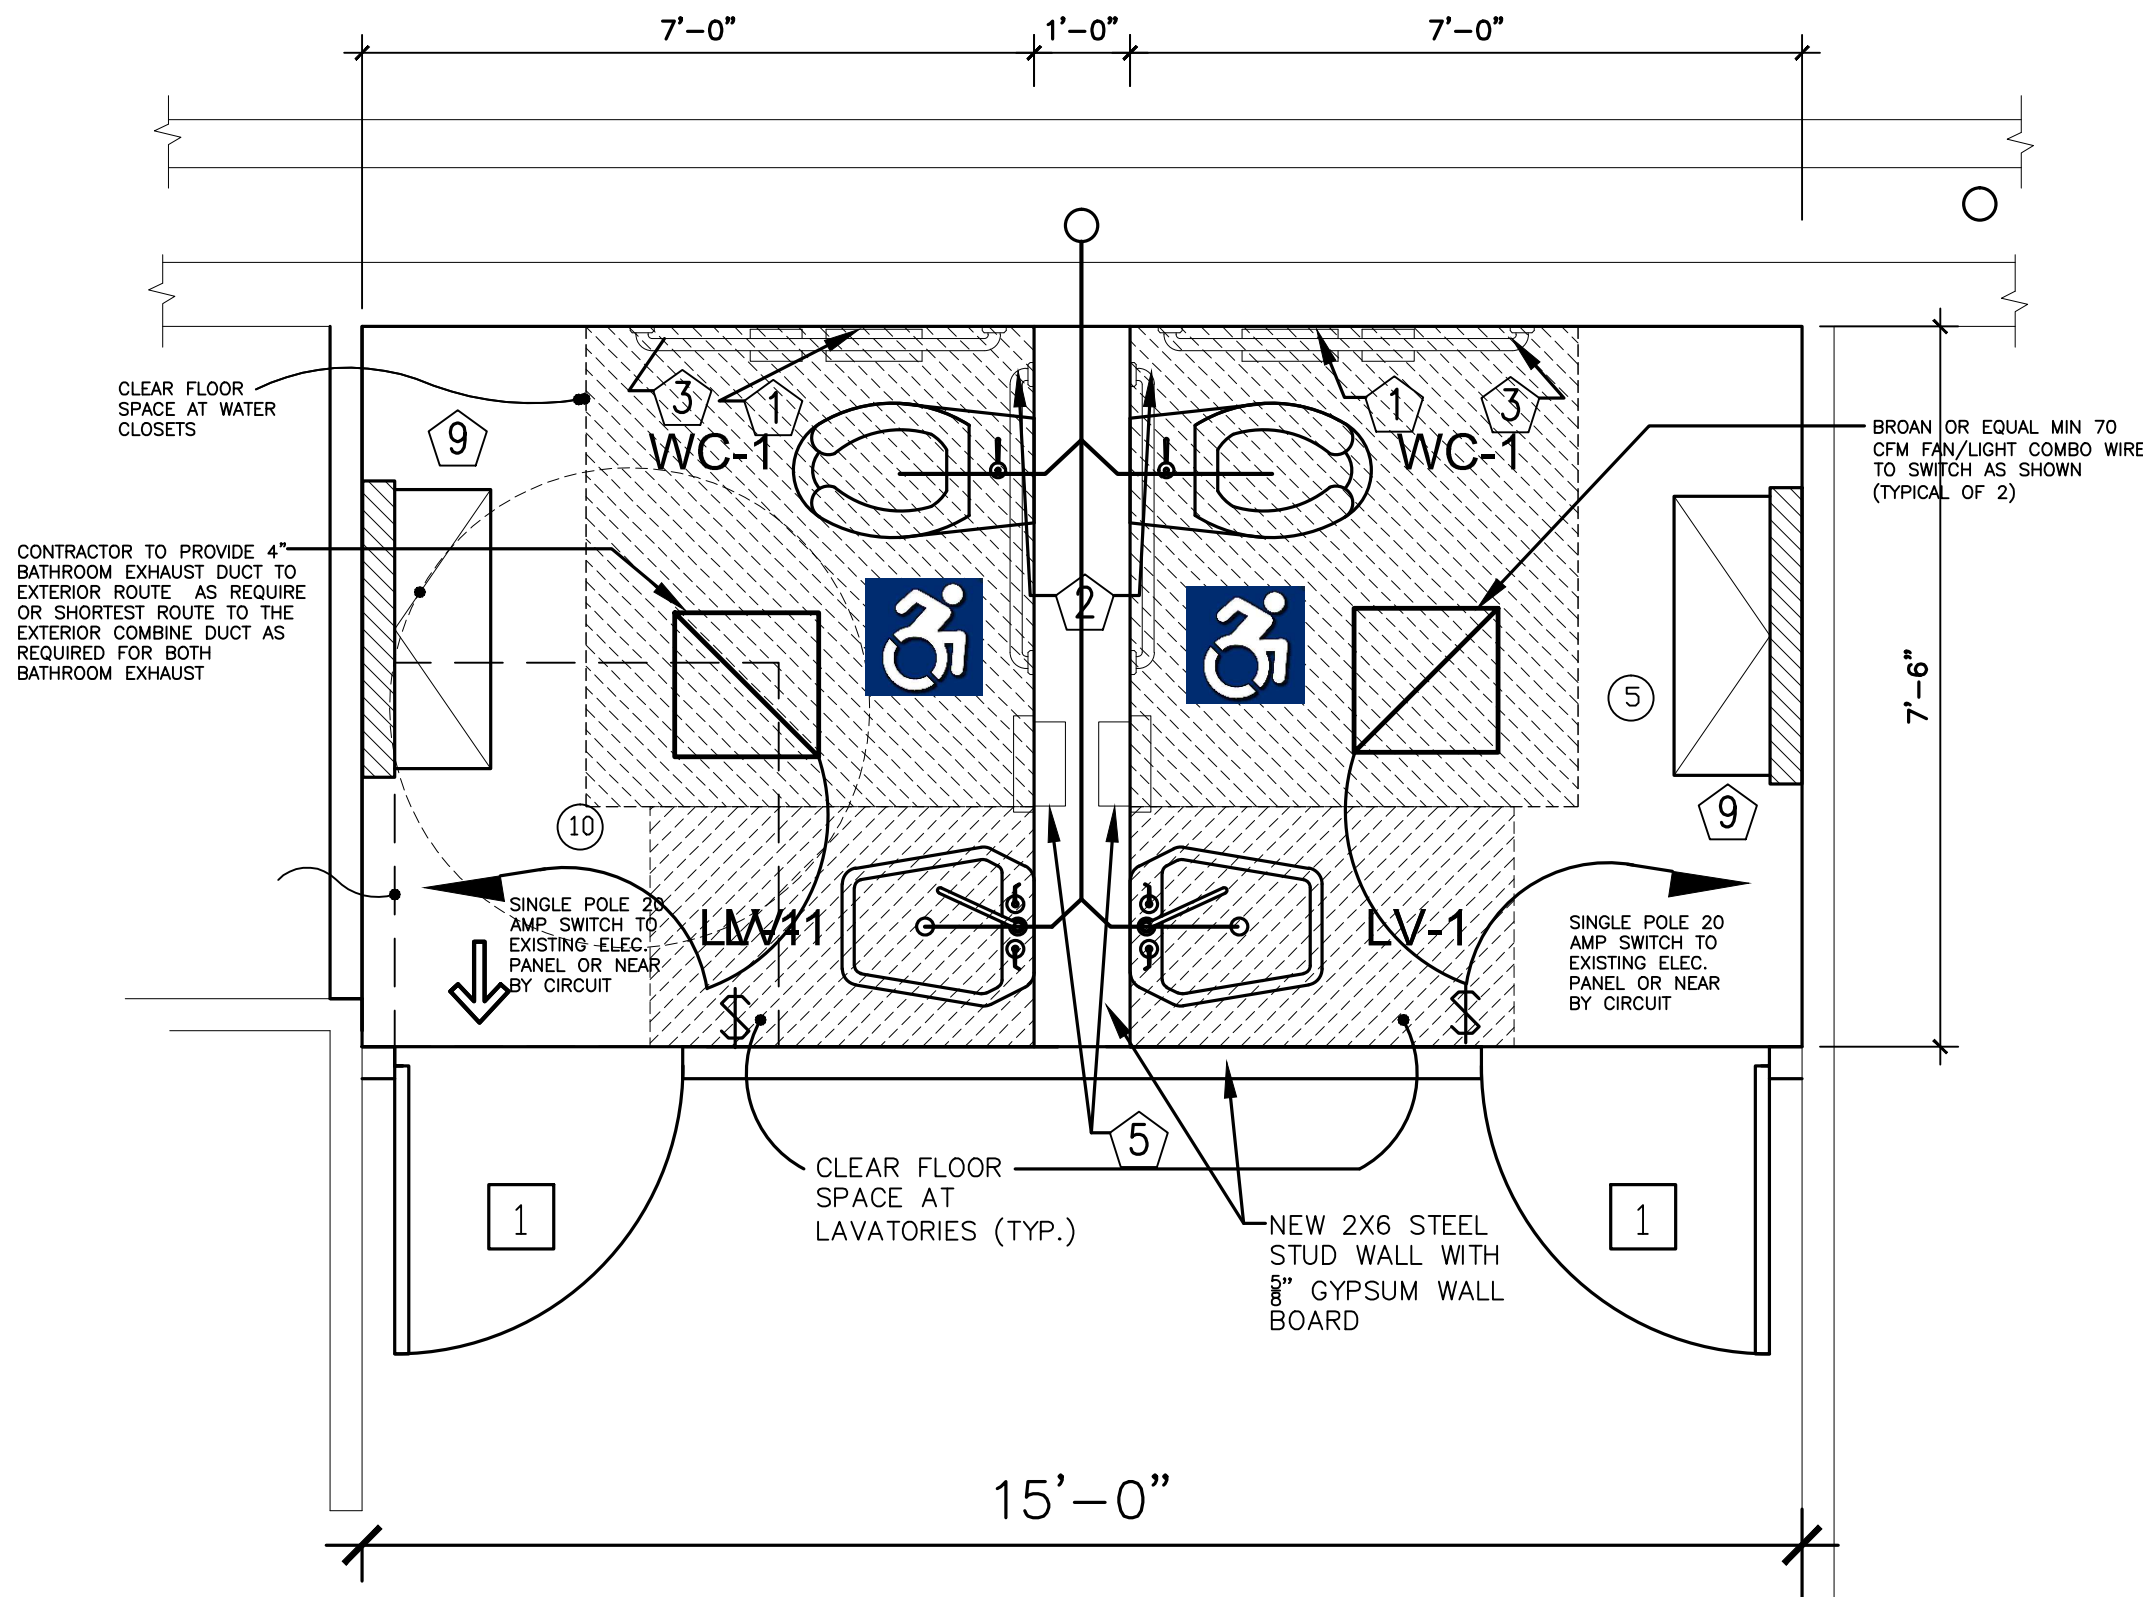 7'-0"
1'-0"
7'-0"
CLEAR FLOOR
SPACE AT WATER
CLOSETS
9
3
1
WC-1
1
3
WC-1
BROAN OR EQUAL MIN 70
CFM FAN/LIGHT COMBO WIRE
TO SWITCH AS SHOWN
(TYPICAL OF 2)
CONTRACTOR TO PROVIDE 4"
BATHROOM EXHAUST DUCT TO
EXTERIOR ROUTE AS REQUIRE
OR SHORTEST ROUTE TO THE
EXTERIOR COMBINE DUCT AS
REQUIRED FOR BOTH
BATHROOM EXHAUST
2
5
7'-6"
10
9
SINGLE POLE 20
AMP SWITCH TO
EXISTING ELEC.
PANEL OR NEAR
BY CIRCUIT
LV-1
SINGLE POLE 20
AMP SWITCH TO
EXISTING ELEC.
PANEL OR NEAR
BY CIRCUIT
$
$
5
CLEAR FLOOR
SPACE AT
LAVATORIES (TYP.)
1
NEW 2X6 STEEL
STUD WALL WITH
5/8" GYPSUM WALL
BOARD
1
15'-0"